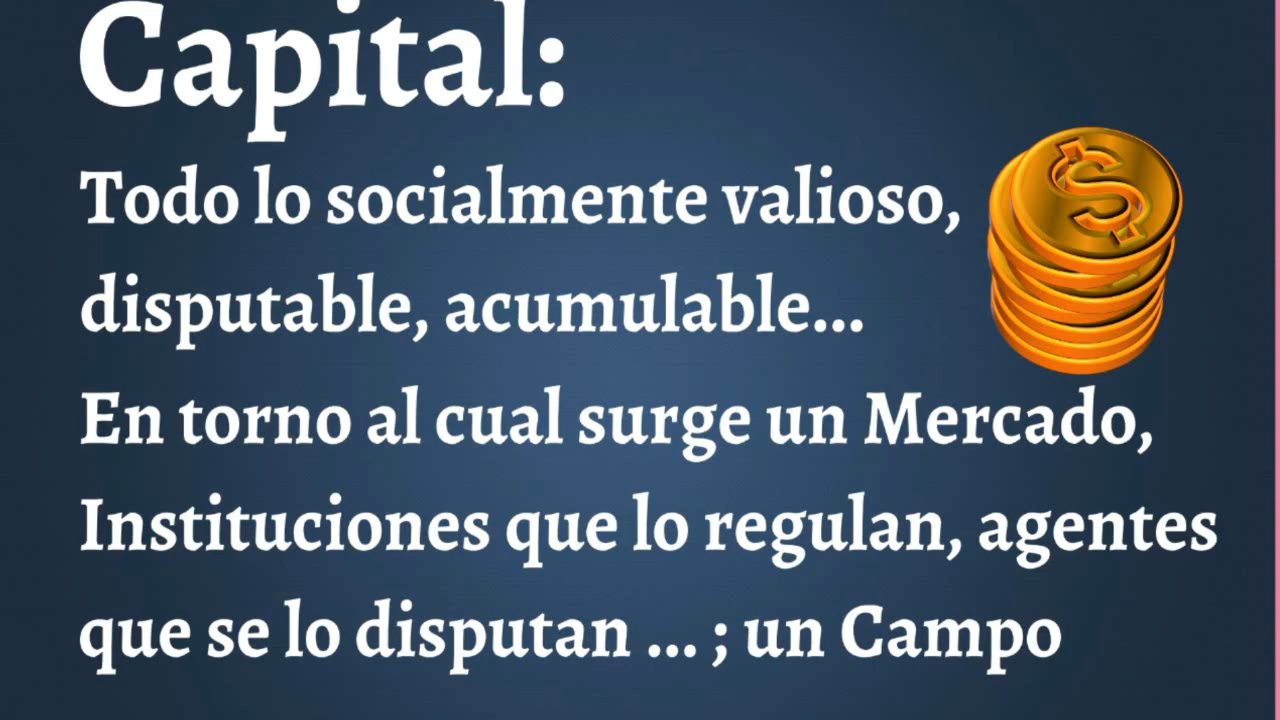 Capital:
Todo lo socialmente valioso,
disputable, acumulable...
En torno al cual surge un Mercado,
Instituciones que lo regulan, agentes
que se lo disputan ... ; un Campo